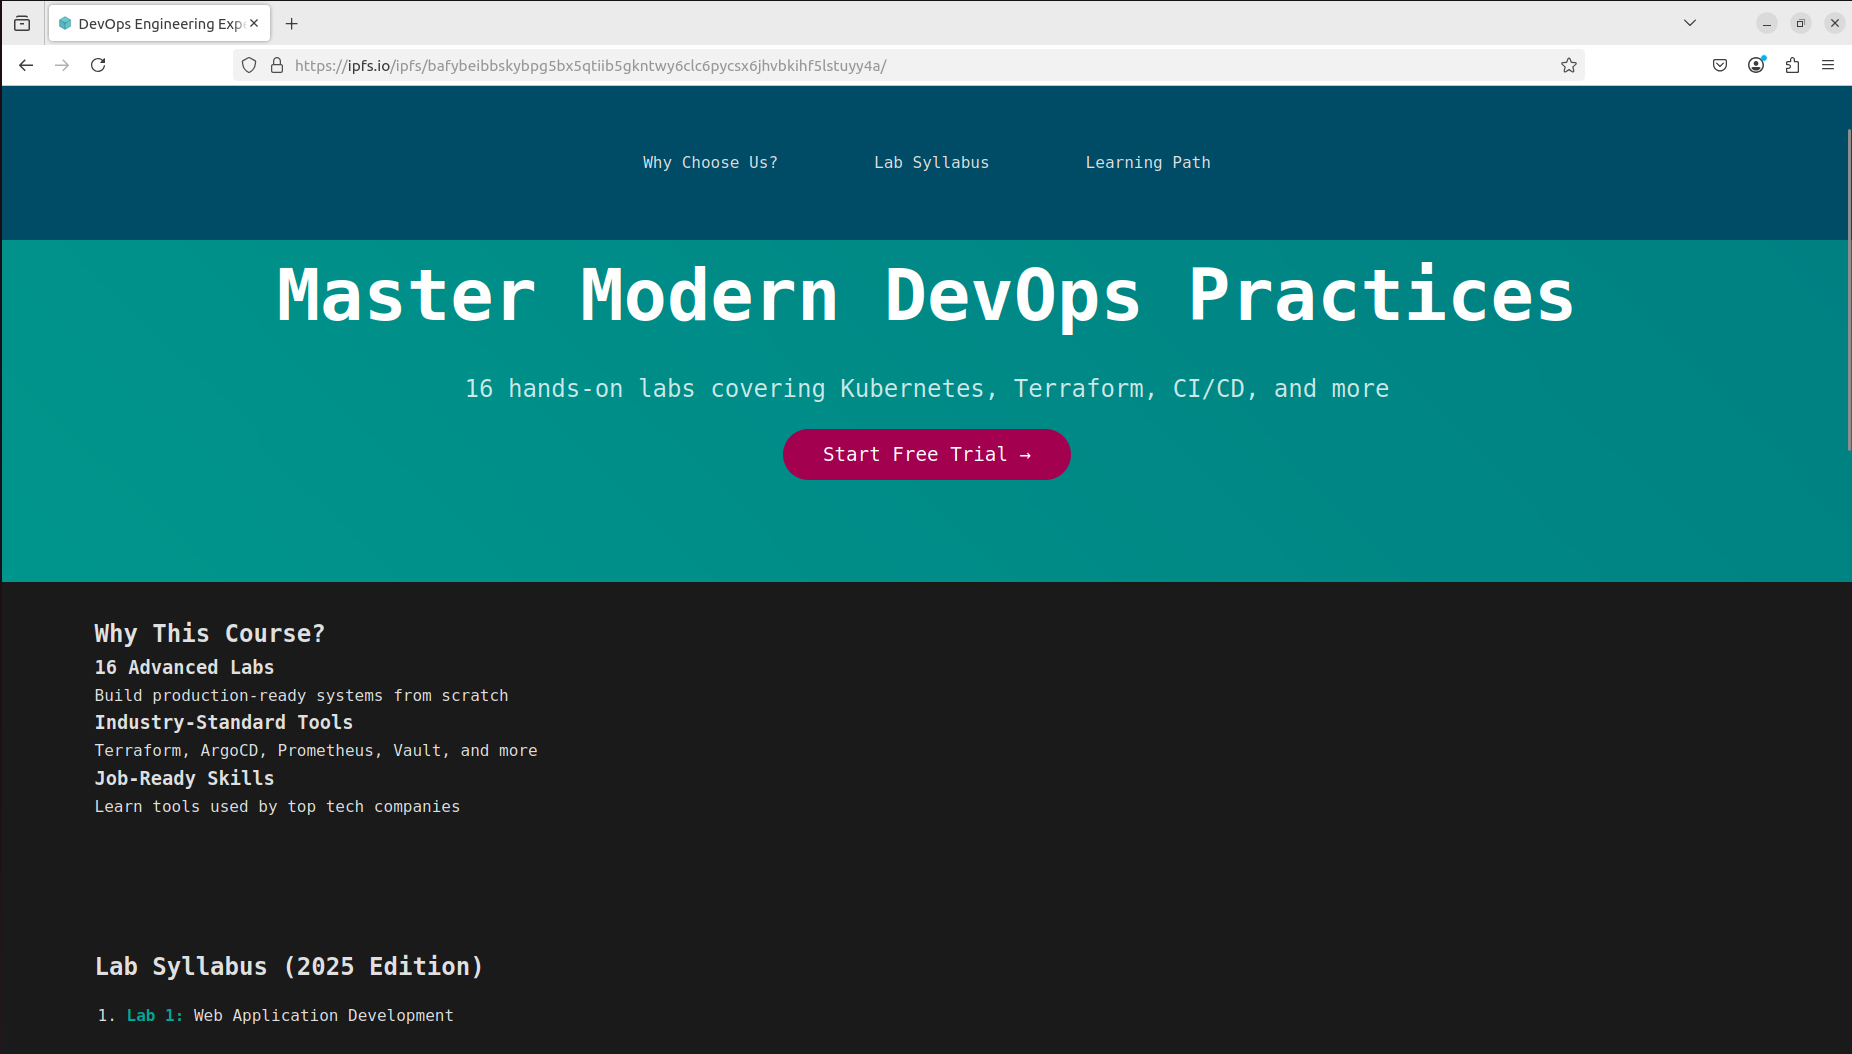 DevOps Engineering Exp
https://ipfs.io/ipfs/bafybeibbskybpg5bx5qtiib5gkntwy6clc6pycsx6jhvbkihf5lstuyy4a/
Why Choose Us?
Lab Syllabus
Learning Path
Master Modern DevOps Practices
16 hands-on labs covering Kubernetes, Terraform, CI/CD, and more
Start Free Trial →
Why This Course?
16 Advanced Labs
Build production-ready systems from scratch
Industry-Standard Tools
Terraform, ArgoCD, Prometheus, Vault, and more
Job-Ready Skills
Learn tools used by top tech companies
Lab Syllabus (2025 Edition)
1. Lab 1: Web Application Development